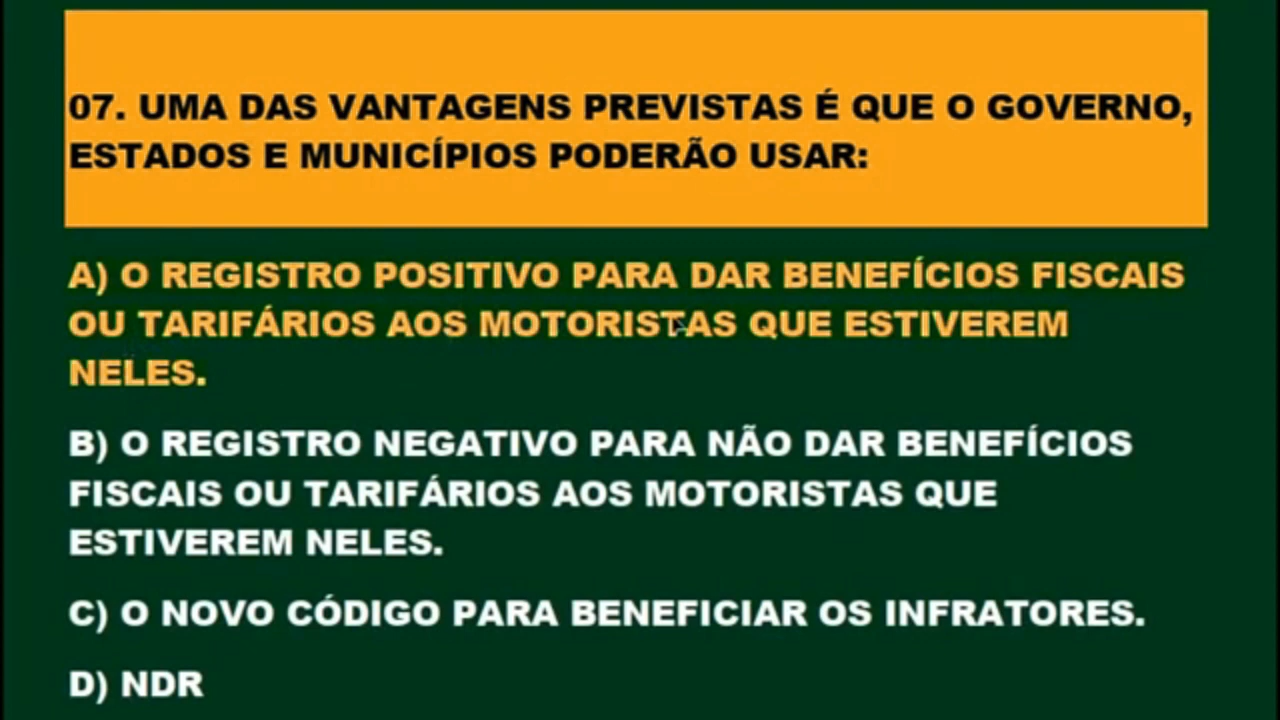 07. UMA DAS VANTAGENS PREVISTAS É QUE O GOVERNO,
ESTADOS E MUNICÍPIOS PODERÃO USAR:
A) O REGISTRO POSITIVO PARA DAR BENEFÍCIOS FISCAIS
OU TARIFÁRIOS AOS MOTORISTAS QUE ESTIVEREM
NELES.
B) O REGISTRO NEGATIVO PARA NÃO DAR BENEFÍCIOS
FISCAIS OU TARIFÁRIOS AOS MOTORISTAS QUE
ESTIVEREM NELES.
C) O NOVO CÓDIGO PARA BENEFICIAR OS INFRATORES.
D) NDR